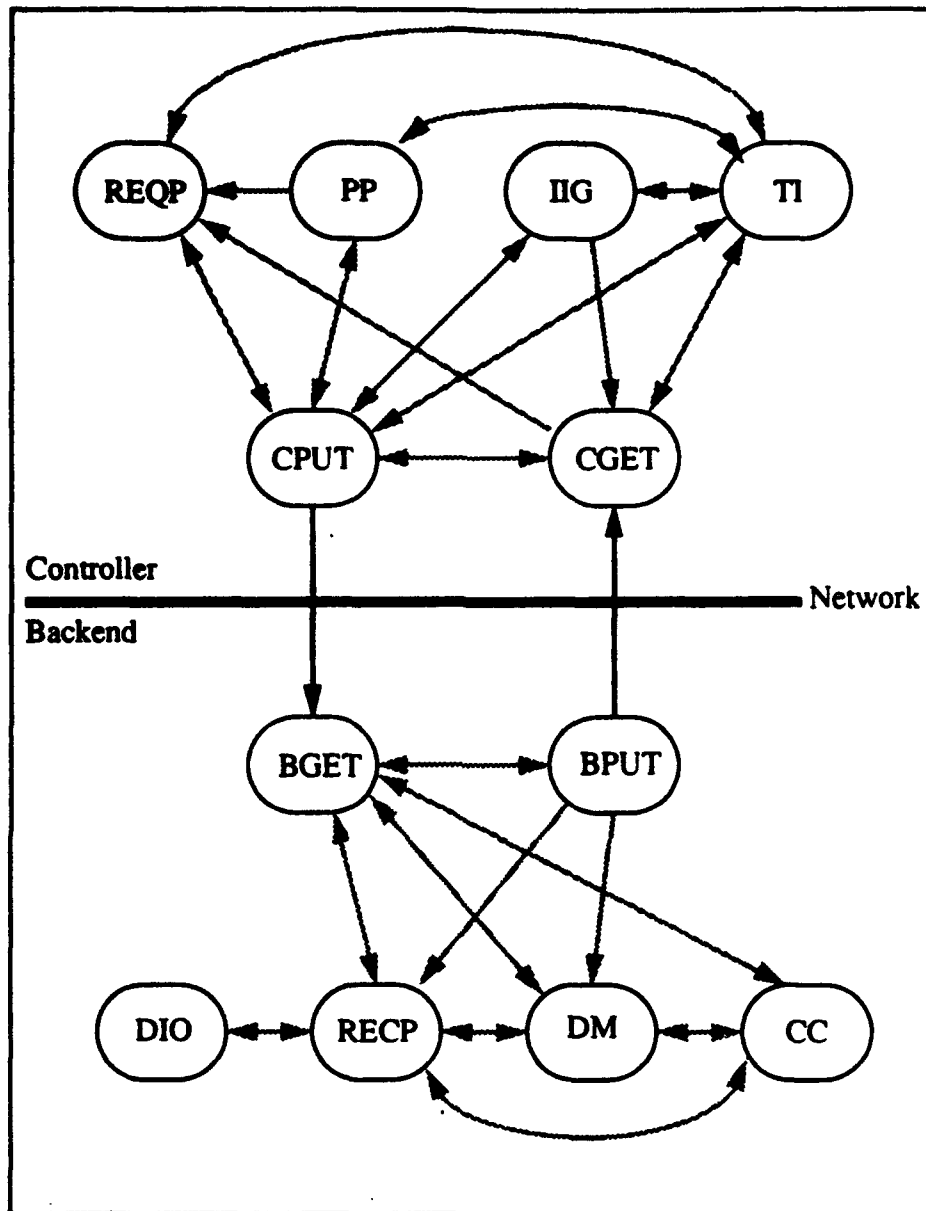 REQP
PP
IIG
TI
CPUT
CGET
Controller
Network
Backend
BGET
BPUT
DIO
RECP
DM
CC